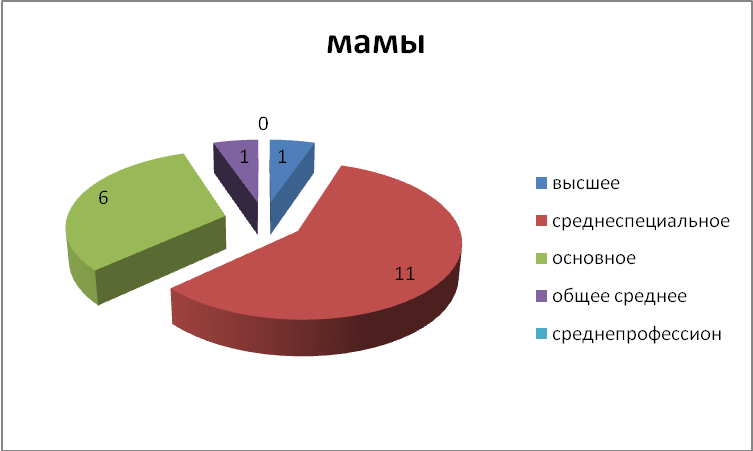 мамы
0
1
1
6
11
высшее
среднеспециальное
основное
общее среднее
среднепрофессион